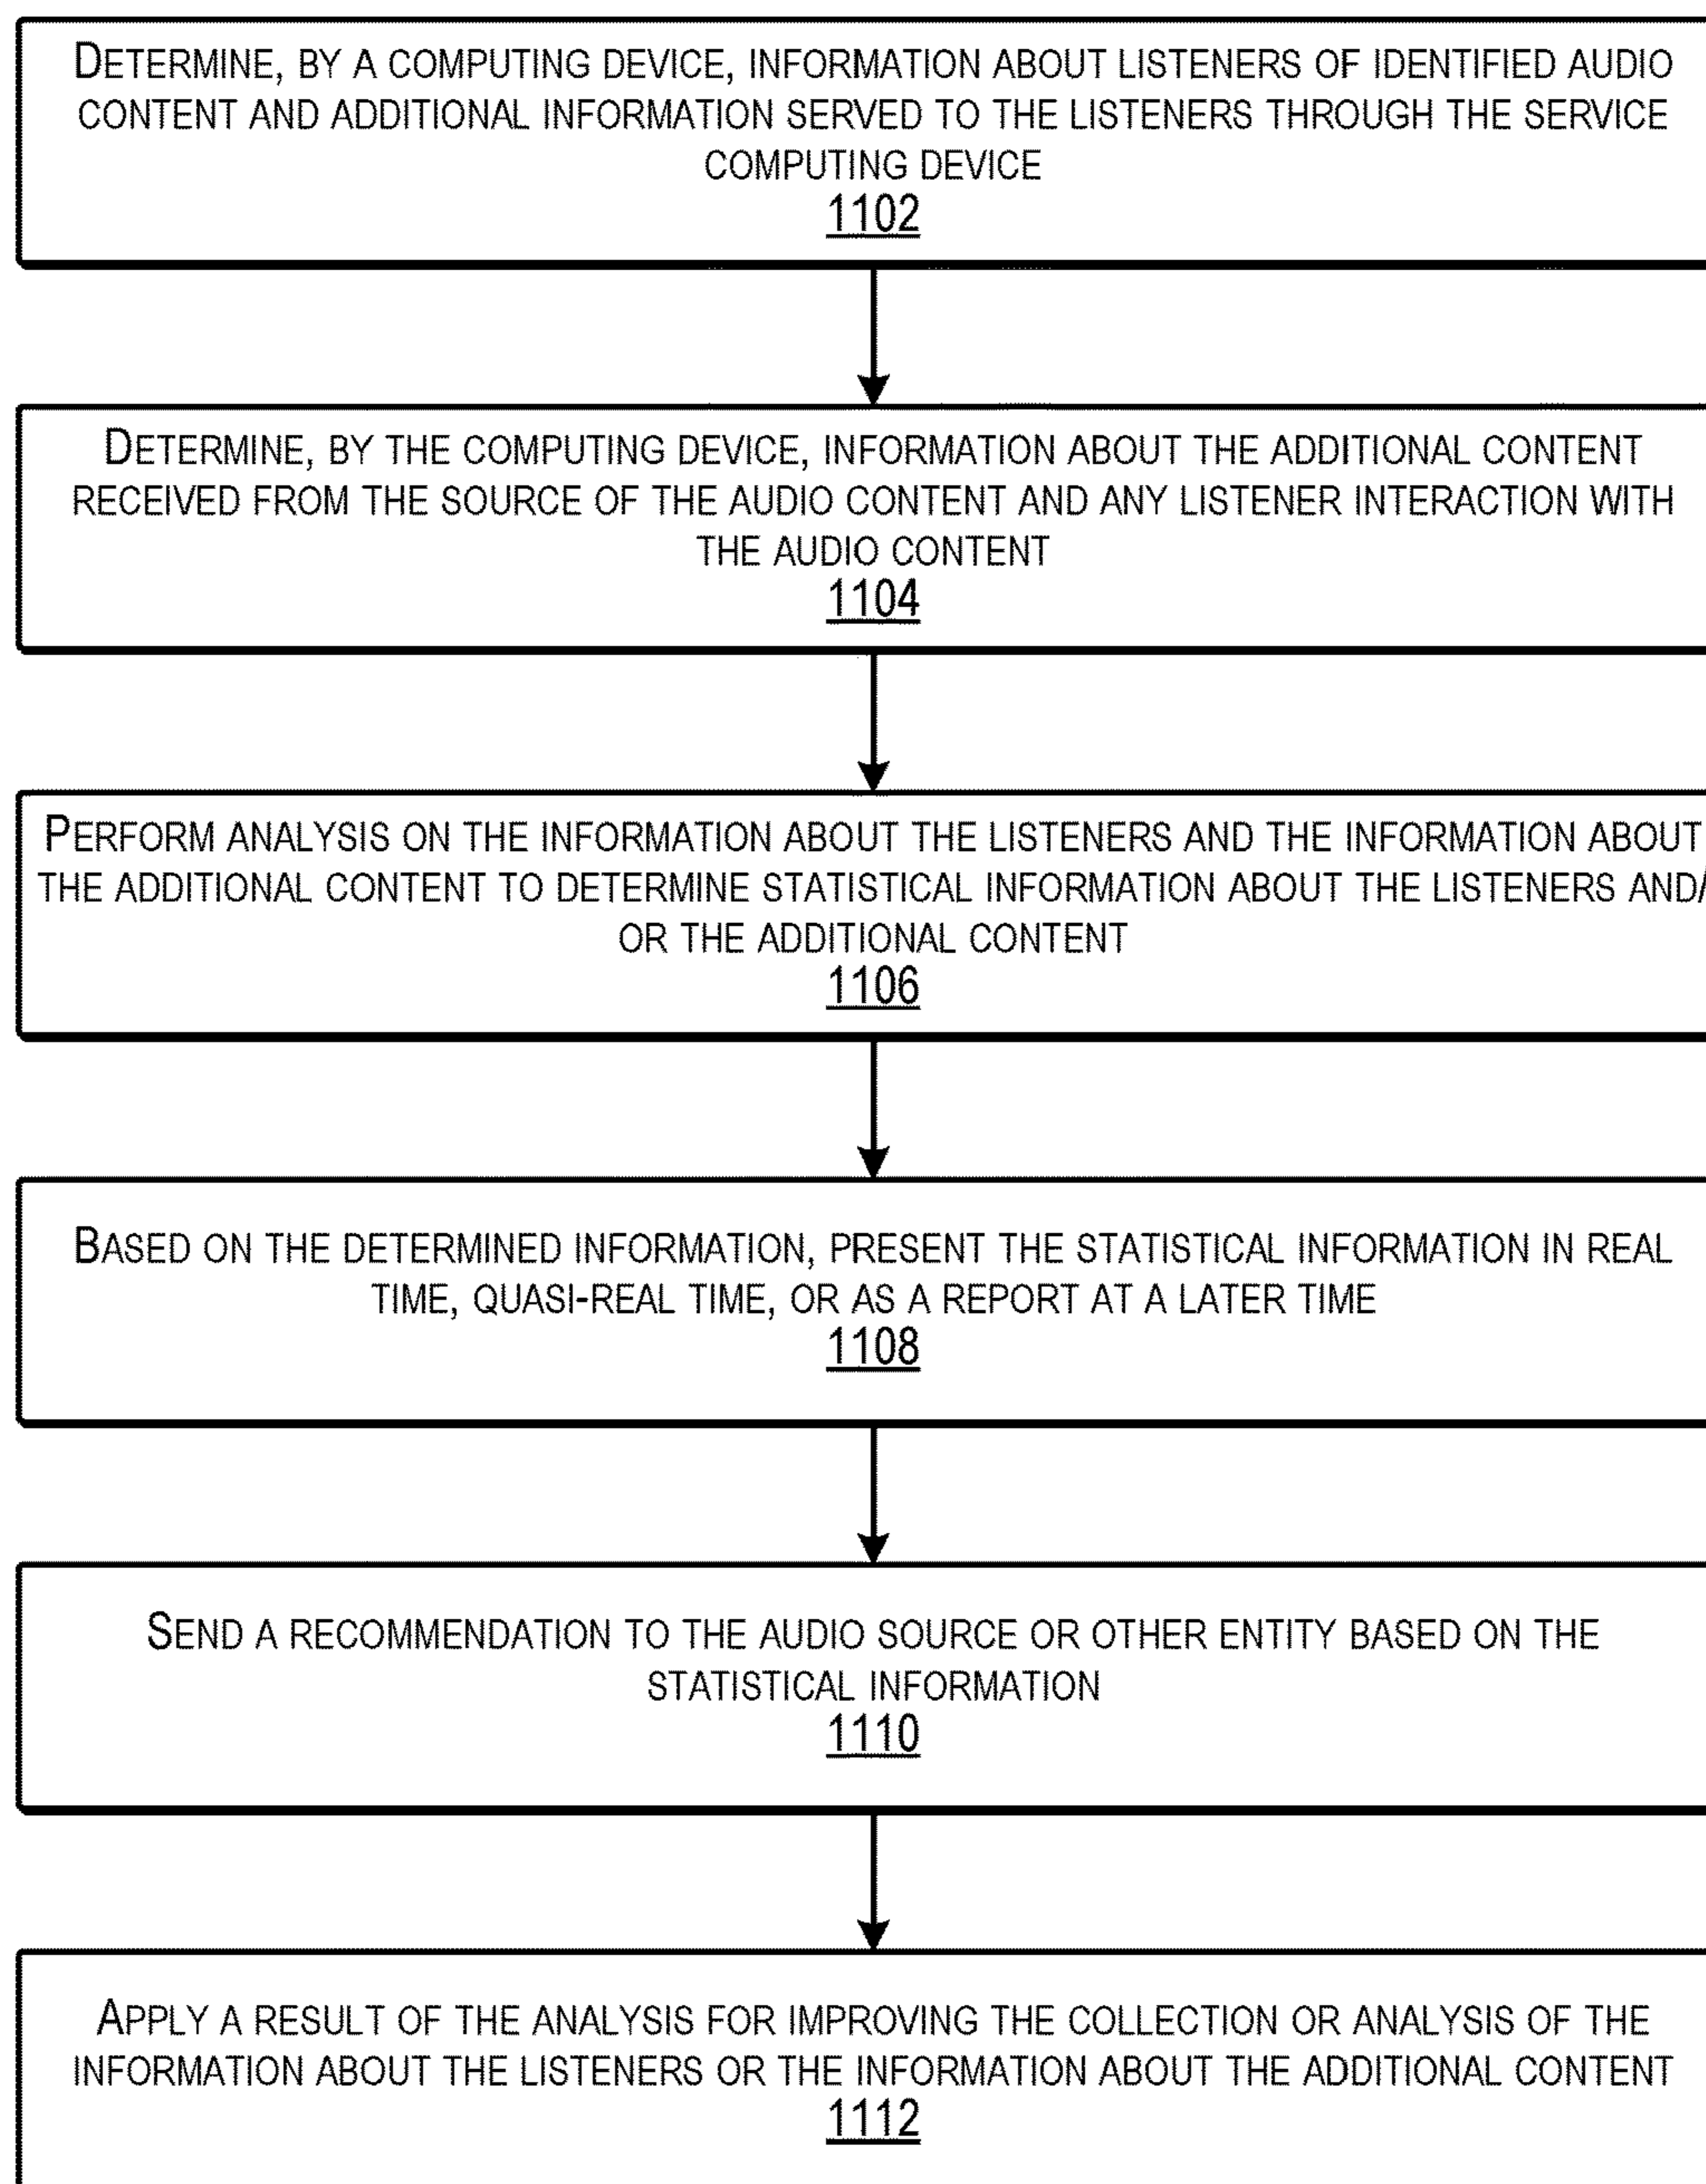 DETERMINE, BY A COMPUTING DEVICE, INFORMATION ABOUT LISTENERS OF IDENTIFIED AUDIO
CONTENT AND ADDITIONAL INFORMATION SERVED TO THE LISTENERS THROUGH THE SERVICE
COMPUTING DEVICE
1102
DETERMINE, BY THE COMPUTING DEVICE, INFORMATION ABOUT THE ADDITIONAL CONTENT
RECEIVED FROM THE SOURCE OF THE AUDIO CONTENT AND ANY LISTENER INTERACTION WITH
THE AUDIO CONTENT
1104
PERFORM ANALYSIS ON THE INFORMATION ABOUT THE LISTENERS AND THE INFORMATION ABOUT
THE ADDITIONAL CONTENT TO DETERMINE STATISTICAL INFORMATION ABOUT THE LISTENERS AND/
OR THE ADDITIONAL CONTENT
1106
BASED ON THE DETERMINED INFORMATION, PRESENT THE STATISTICAL INFORMATION IN REAL
TIME, QUASI-REAL TIME, OR AS A REPORT AT A LATER TIME
1108
SEND A RECOMMENDATION TO THE AUDIO SOURCE OR OTHER ENTITY BASED ON THE
STATISTICAL INFORMATION
1110
APPLY A RESULT OF THE ANALYSIS FOR IMPROVING THE COLLECTION OR ANALYSIS OF THE
INFORMATION ABOUT THE LISTENERS OR THE INFORMATION ABOUT THE ADDITIONAL CONTENT
1112